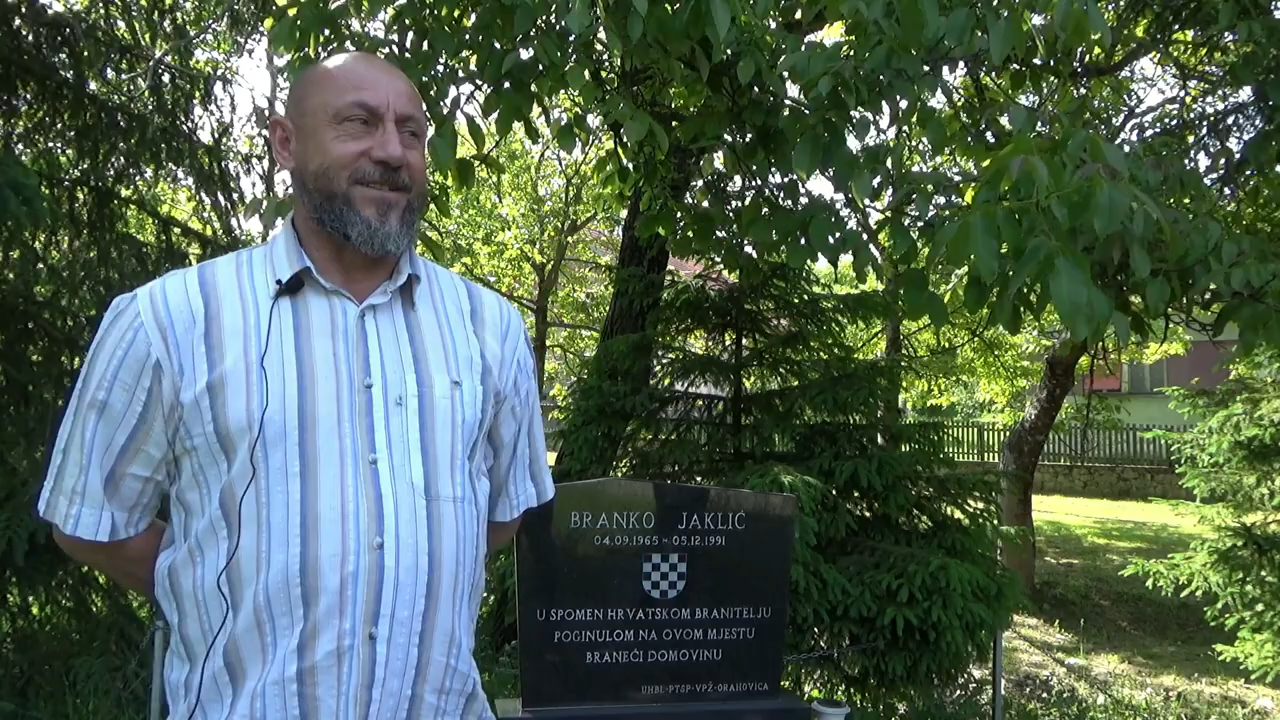 BRANKO JAKLIĆ
04.09.1965 - 05.12.1991
U SPOMEN HRVATSKOM BRANITELJU
POGINULOM NA OVOM MJESTU
BRANEĆI DOMOVINU
UHBL-PTSP-VPŽ-ORAHOVICA